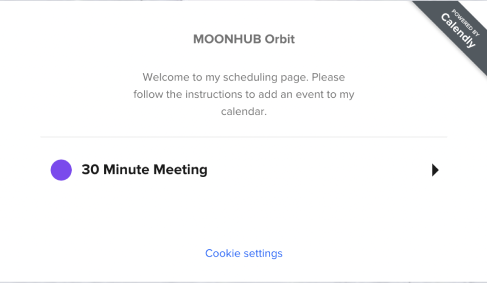 MOONHUB Orbit
POWERED BY
Calendly
Welcome to my scheduling page. Please
follow the instructions to add an event to my
calendar.
30 Minute Meeting
Cookie settings